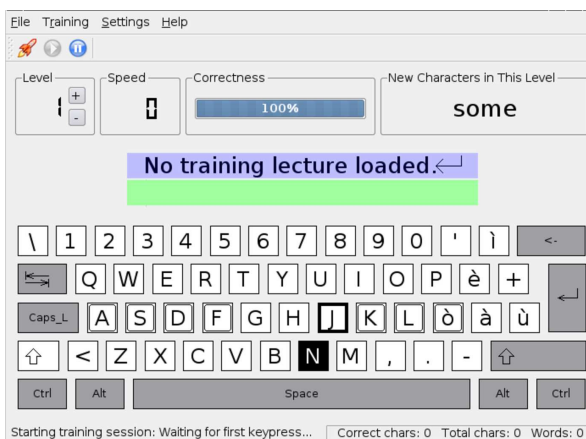 File Training Settings Help
Level Speed Correctness New Characters in This Level
1 + - 0 100% some
No training lecture loaded.
\ 1 2 3 4 5 6 7 8 9 0 ' ì <-
Q W E R T Y U I O P è +
Caps_L A S D F G H J K L ò à ù
< Z X C V B N M , . -
Ctrl Alt Space Alt Ctrl
Starting training session: Waiting for first keypress... Correct chars: 0 Total chars: 0 Words: 0